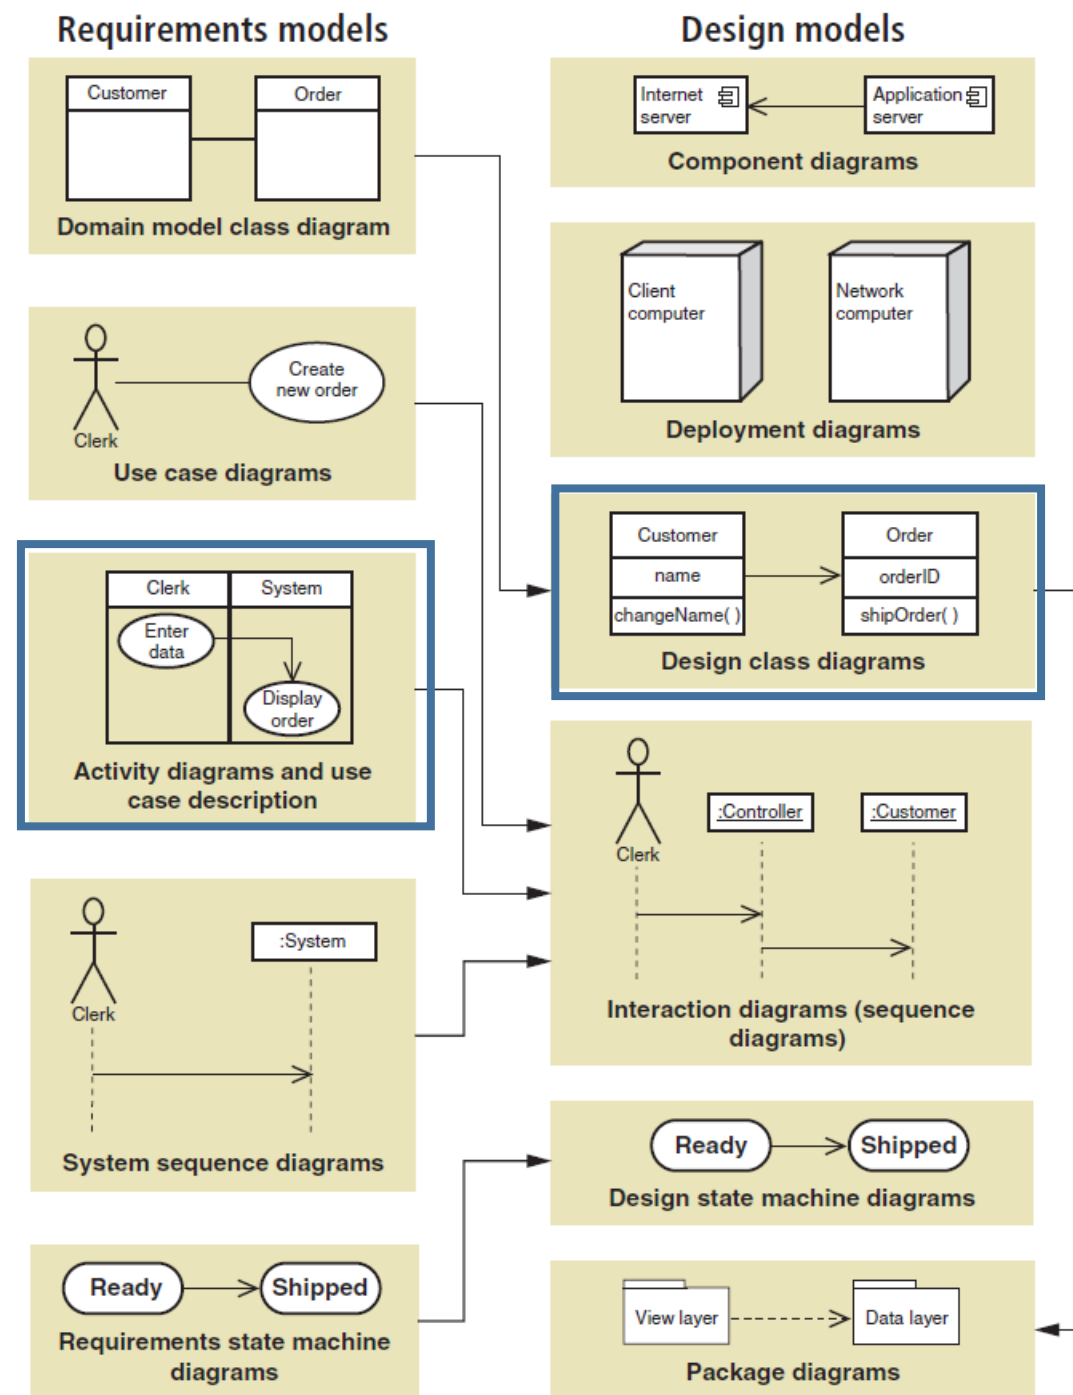 Requirements models
Customer
Order
Domain model class diagram
Create
new order
Clerk
Use case diagrams
Clerk
System
Enter
data
Display
order
Activity diagrams and use
case description
:System
Clerk
System sequence diagrams
Ready
Shipped
Requirements state machine
diagrams
Design models
Internet
server
Application
server
Component diagrams
Client
computer
Network
computer
Deployment diagrams
Customer
name
changeName( )
Order
orderID
shipOrder( )
Design class diagrams
:Controller
:Customer
Clerk
Interaction diagrams (sequence
diagrams)
Ready
Shipped
Design state machine diagrams
View layer
Data layer
Package diagrams